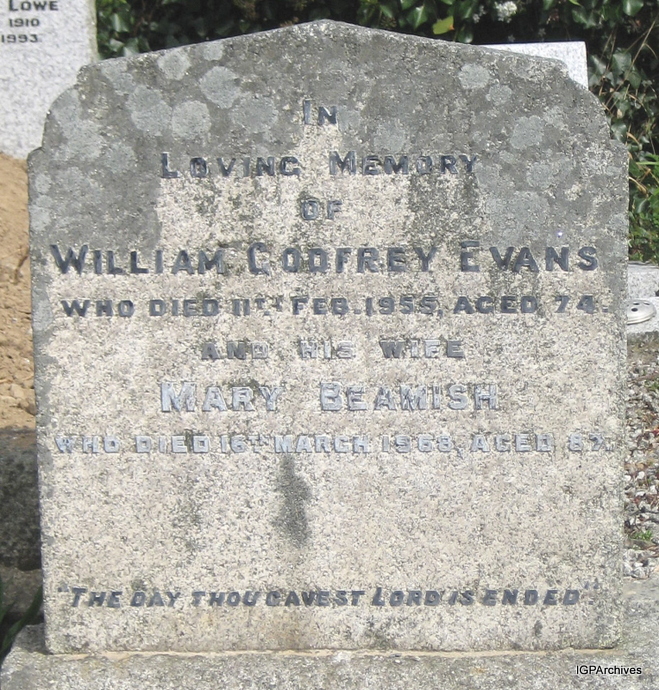 LOWE
1910
1993.
IN
LOVING MEMORY
OF
WILLIAM GODFREY EVANS
WHO DIED 11TH FEB. 1955, AGED 74.
AND HIS WIFE
MARY BEAMISH
WHO DIED 16TH MARCH 1968, AGED 87.
"THE DAY THOU GAVEST LORD IS ENDED"
IGPArchives